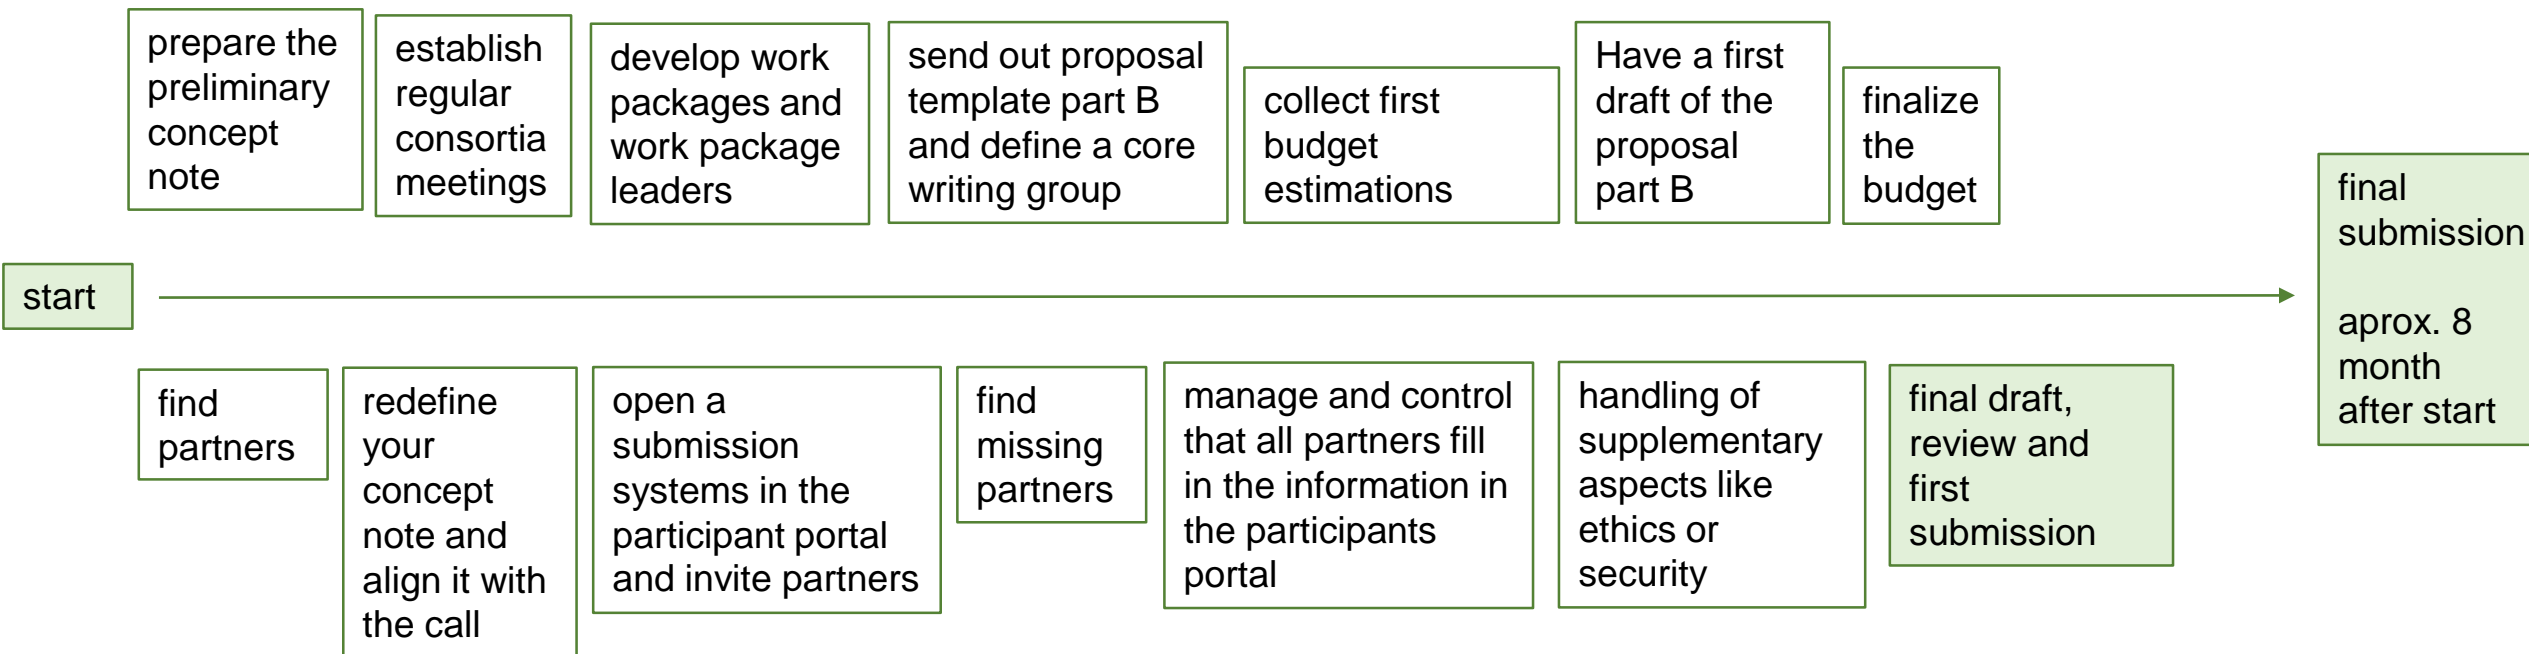 prepare the
preliminary
concept
note
establish
regular
consortia
meetings
develop work
packages and
work package
leaders
send out proposal
template part B
and define a core
writing group
collect first
budget
estimations
Have a first
draft of the
proposal
part B
finalize
the
budget
final
submission
aprox. 8
month
after start
start
find
partners
redefine
your
concept
note and
align it with
the call
open a
submission
systems in the
participant portal
and invite partners
find
missing
partners
manage and control
that all partners fill
in the information in
the participants
portal
handling of
supplementary
aspects like
ethics or
security
final draft,
review and
first
submission